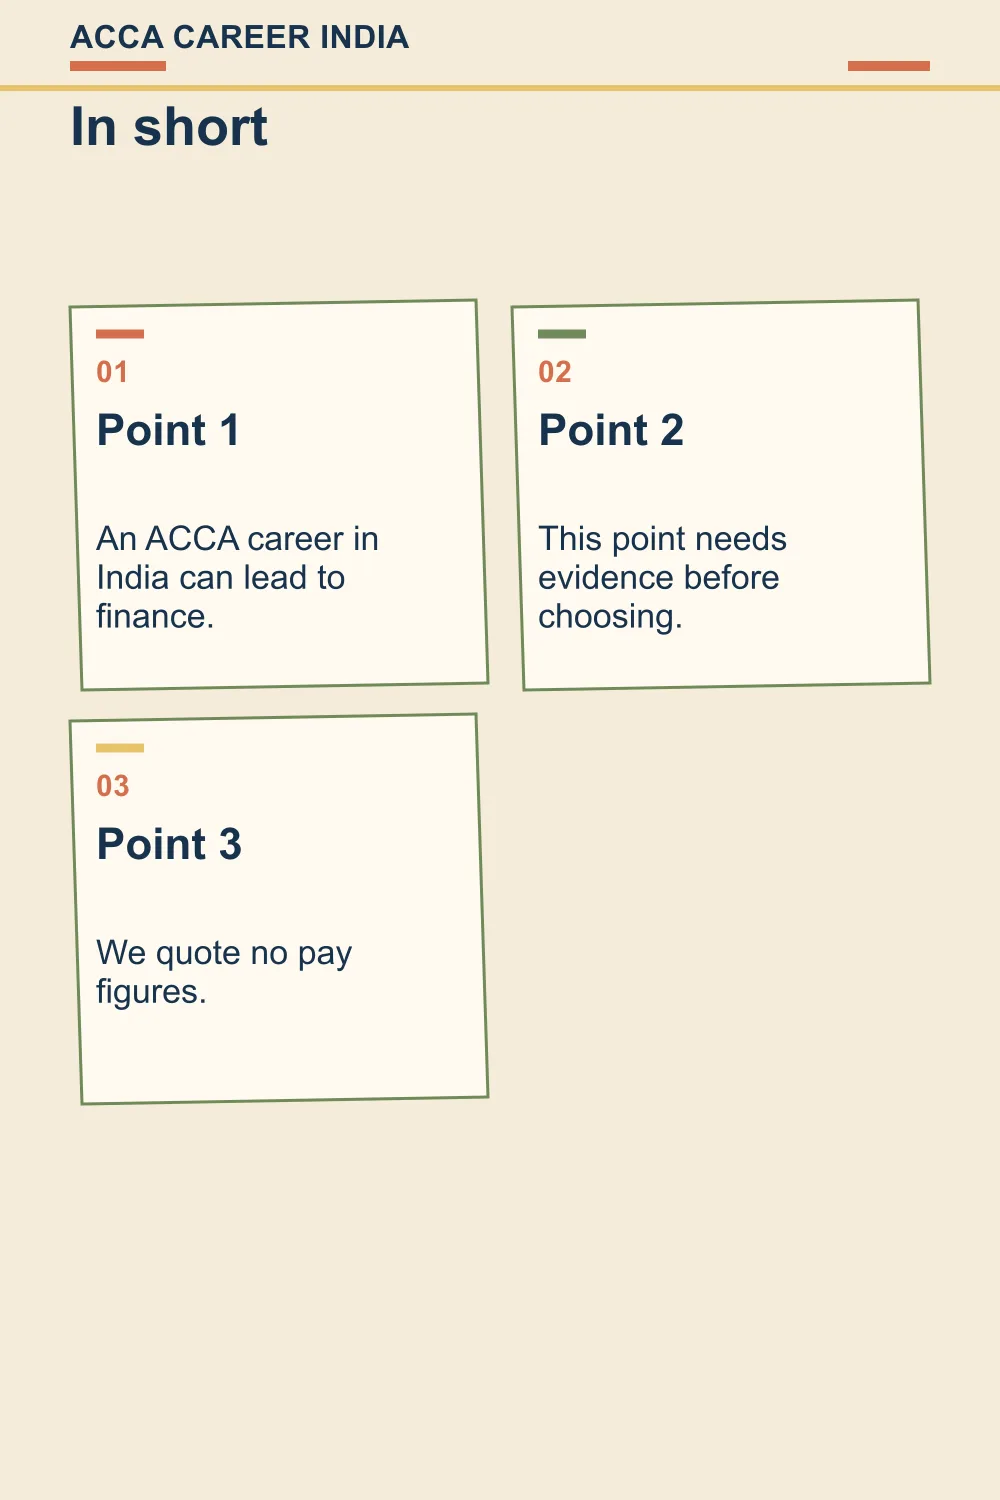 ACCA CAREER INDIA
In short
01
Point 1
An ACCA career in
India can lead to
finance.
02
Point 2
This point needs
evidence before
choosing.
03
Point 3
We quote no pay
figures.